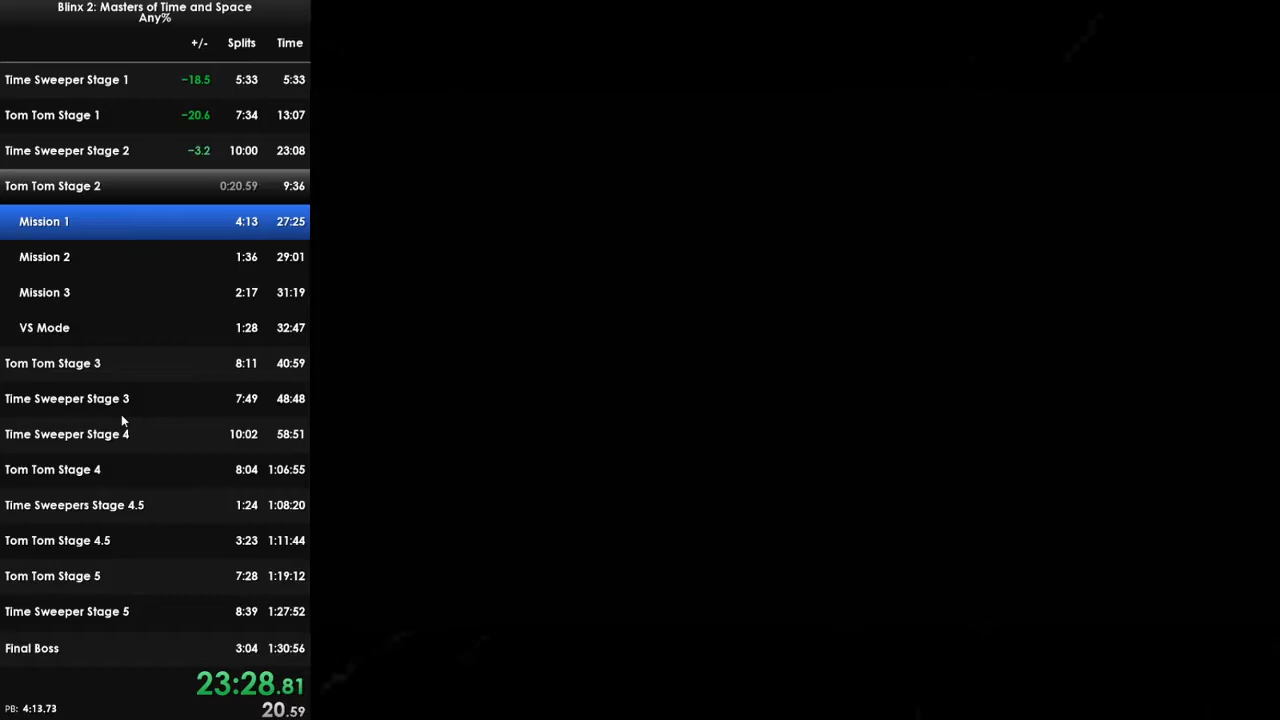 Blinx 2: Masters of Time and Space
Any%
+/- Splits Time
Time Sweeper Stage 1 −18.5 5:33 5:33
Tom Tom Stage 1 −20.6 7:34 13:07
Time Sweeper Stage 2 −3.2 10:00 23:08
Tom Tom Stage 2 0:20.59 9:36
Mission 1 4:13 27:25
Mission 2 1:36 29:01
Mission 3 2:17 31:19
VS Mode 1:28 32:47
Tom Tom Stage 3 8:11 40:59
Time Sweeper Stage 3 7:49 48:48
Time Sweeper Stage 4 10:02 58:51
Tom Tom Stage 4 8:04 1:06:55
Time Sweepers Stage 4.5 1:24 1:08:20
Tom Tom Stage 4.5 3:23 1:11:44
Tom Tom Stage 5 7:28 1:19:12
Time Sweeper Stage 5 8:39 1:27:52
Final Boss 3:04 1:30:56
23:28.81
PB: 4:13.73 20.59